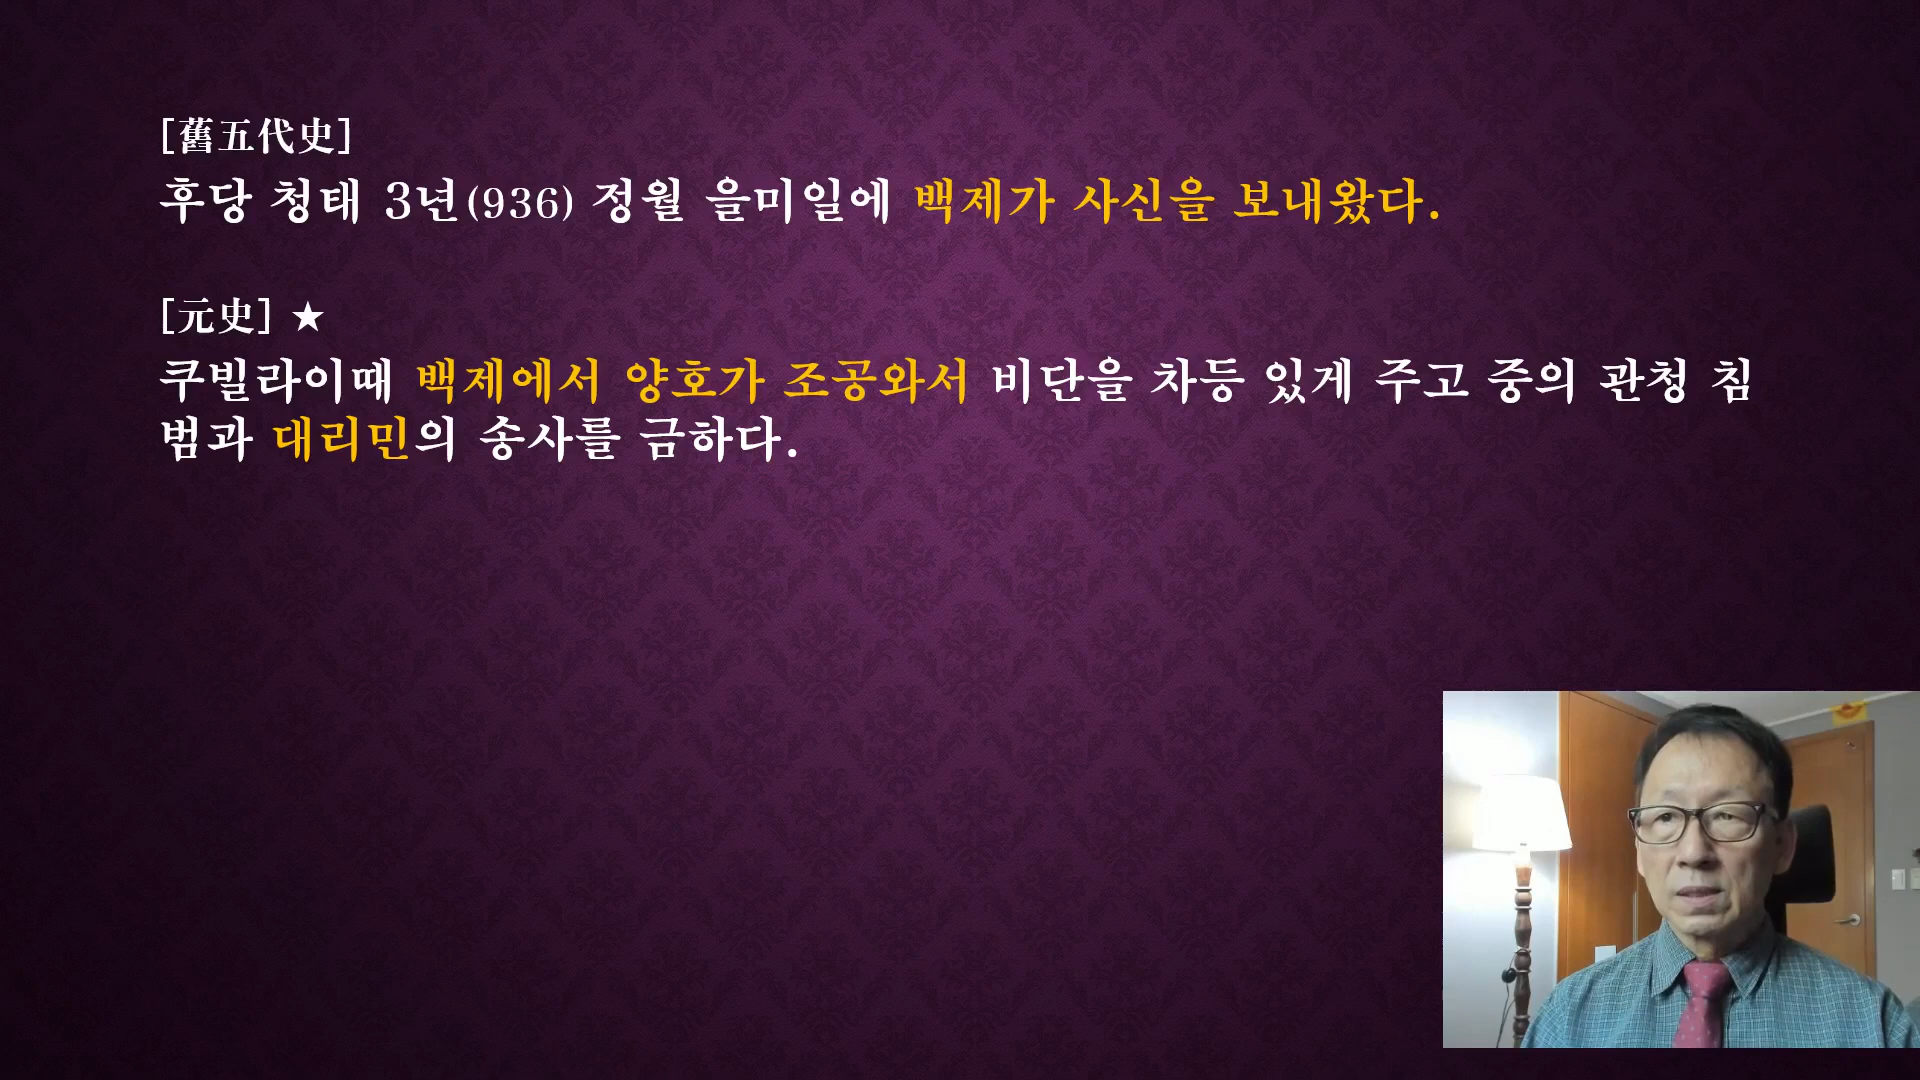 [舊五代史]
후당 청태 3년(936) 정월 을미일에 백제가 사신을 보내왔다.
[元史] ★
쿠빌라이때 백제에서 양호가 조공와서 비단을 차등 있게 주고 중의 관청 침
범과 대리민의 송사를 금하다.